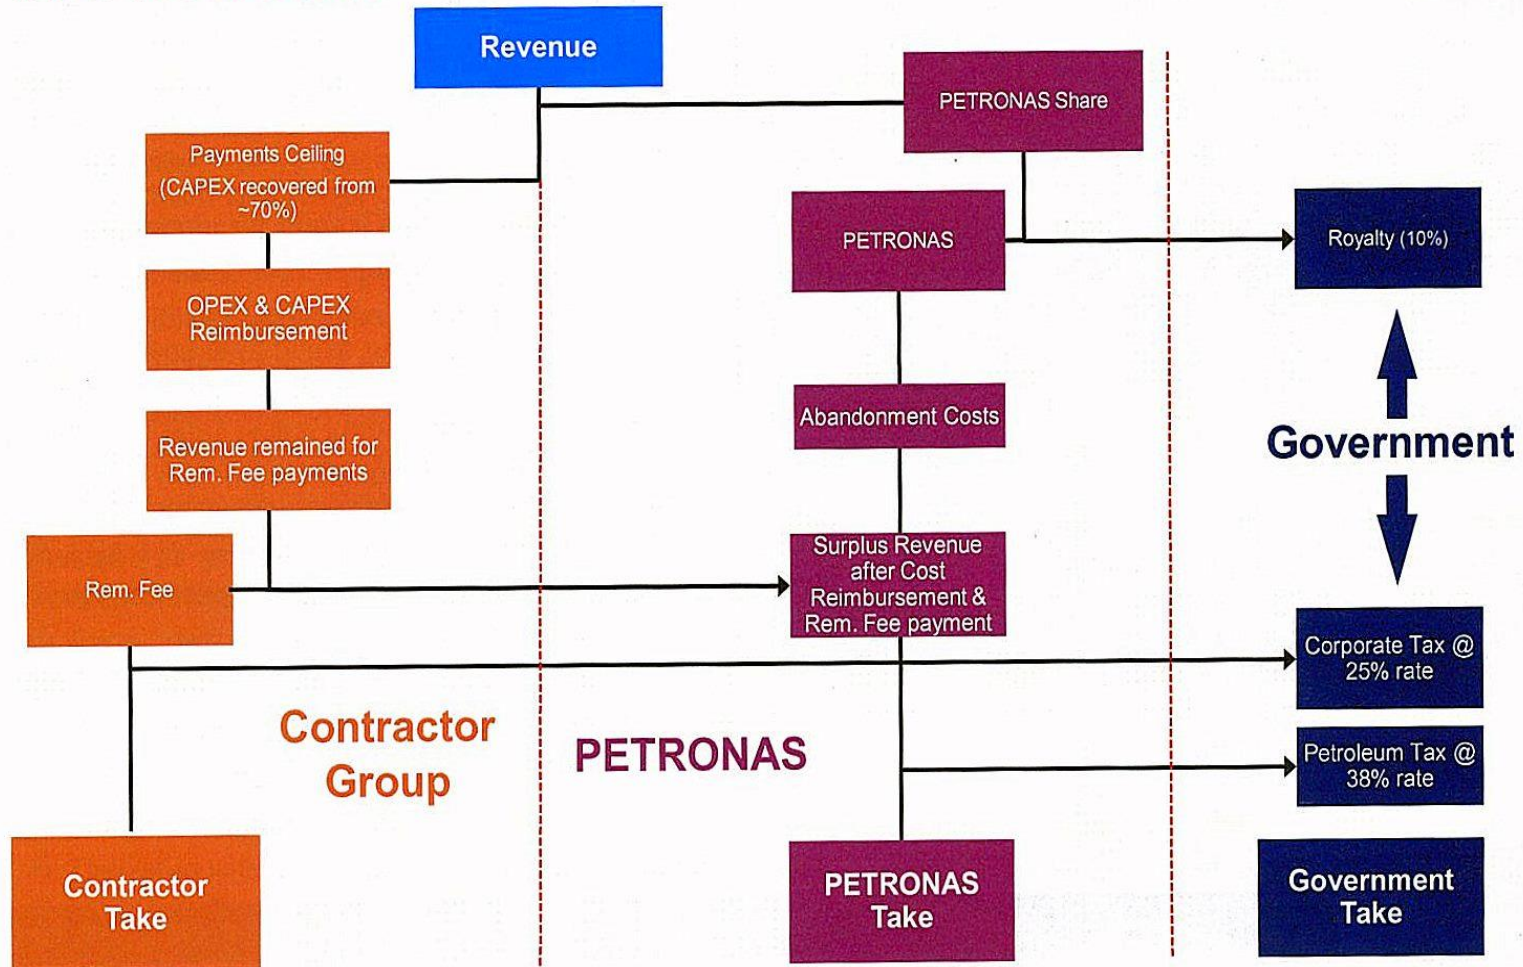 Revenue
PETRONAS Share
Payments Ceiling
(CAPEX recovered from
~70%)
PETRONAS
Royalty (10%)
OPEX & CAPEX
Reimbursement
Abandonment Costs
Revenue remained for
Rem. Fee payments
Government
Rem. Fee
Surplus Revenue
after Cost
Reimbursement &
Rem. Fee payment
Corporate Tax @
25% rate
Contractor
Group
PETRONAS
Petroleum Tax @
38% rate
Contractor
Take
PETRONAS
Take
Government
Take